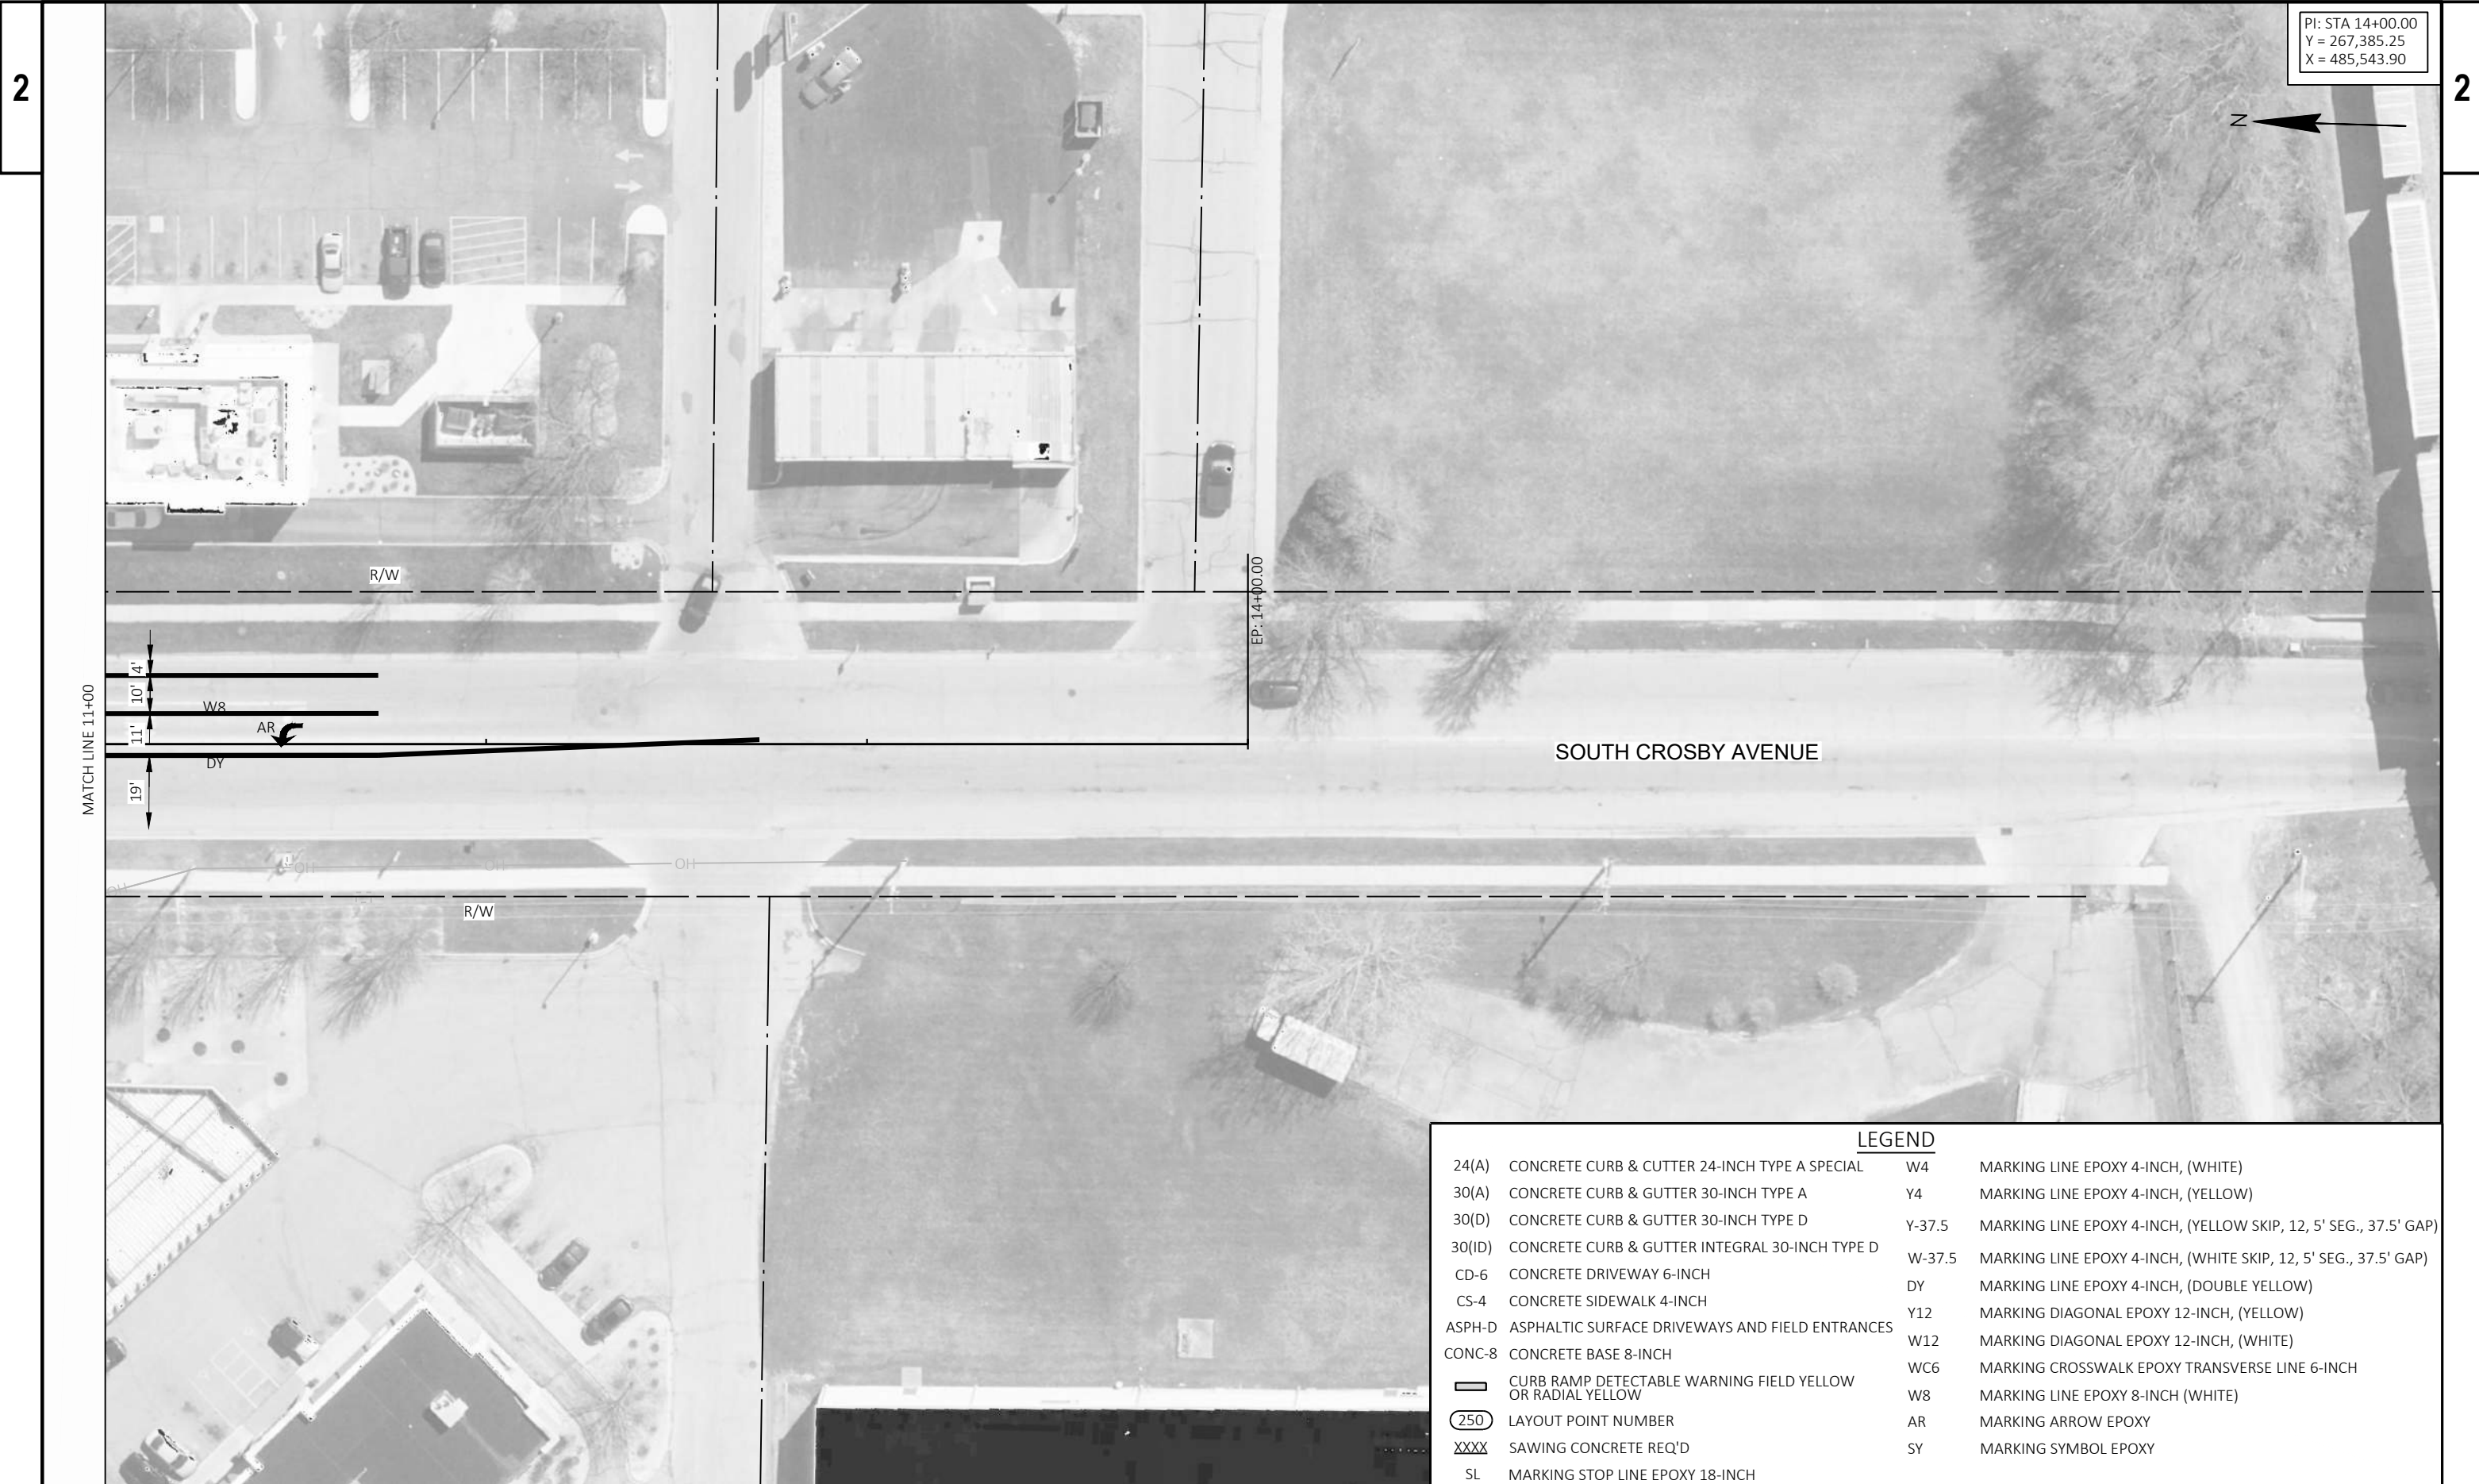 2
PI: STA 14+00.00
Y = 267,385.25
X = 485,543.90
2
N
R/W
EP: 14+00.00
MATCH LINE 11+00
4'
10'
W8
11'
AR
DY
19'
SOUTH CROSBY AVENUE
OH
OH
OH
OH
R/W
LEGEND
24(A) CONCRETE CURB & CUTTER 24-INCH TYPE A SPECIAL
30(A) CONCRETE CURB & GUTTER 30-INCH TYPE A
30(D) CONCRETE CURB & GUTTER 30-INCH TYPE D
30(ID) CONCRETE CURB & GUTTER INTEGRAL 30-INCH TYPE D
CD-6 CONCRETE DRIVEWAY 6-INCH
CS-4 CONCRETE SIDEWALK 4-INCH
ASPH-D ASPHALTIC SURFACE DRIVEWAYS AND FIELD ENTRANCES
CONC-8 CONCRETE BASE 8-INCH
CURB RAMP DETECTABLE WARNING FIELD YELLOW
OR RADIAL YELLOW
250 LAYOUT POINT NUMBER
XXXX SAWING CONCRETE REQ'D
SL MARKING STOP LINE EPOXY 18-INCH
W4 MARKING LINE EPOXY 4-INCH, (WHITE)
Y4 MARKING LINE EPOXY 4-INCH, (YELLOW)
Y-37.5 MARKING LINE EPOXY 4-INCH, (YELLOW SKIP, 12, 5' SEG., 37.5' GAP)
W-37.5 MARKING LINE EPOXY 4-INCH, (WHITE SKIP, 12, 5' SEG., 37.5' GAP)
DY MARKING LINE EPOXY 4-INCH, (DOUBLE YELLOW)
Y12 MARKING DIAGONAL EPOXY 12-INCH, (YELLOW)
W12 MARKING DIAGONAL EPOXY 12-INCH, (WHITE)
WC6 MARKING CROSSWALK EPOXY TRANSVERSE LINE 6-INCH
W8 MARKING LINE EPOXY 8-INCH (WHITE)
AR MARKING ARROW EPOXY
SY MARKING SYMBOL EPOXY